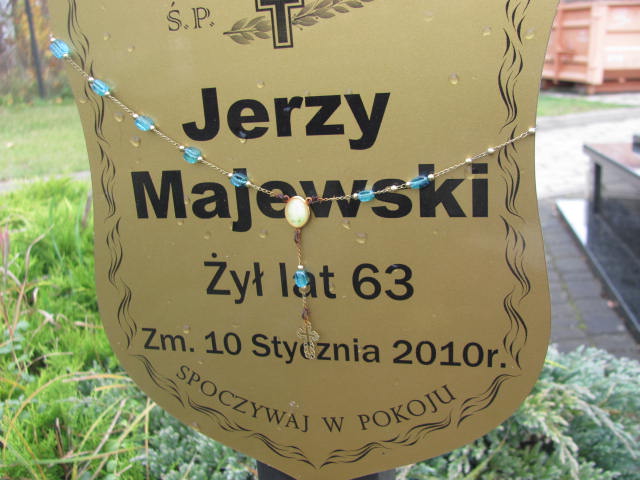 Ś.P.
Jerzy
Majewski
Żył lat 63
Zm. 10 Stycznia 2010r.
SPOCZYWAJ W POKOJU